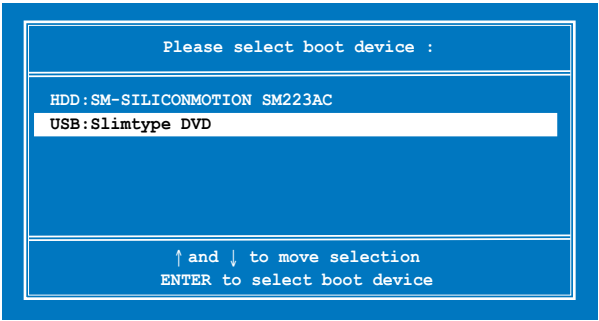 Please select boot device :
HDD:SM-SILICONMOTION SM223AC
USB:Slimtype DVD
↑ and ↓ to move selection
ENTER to select boot device